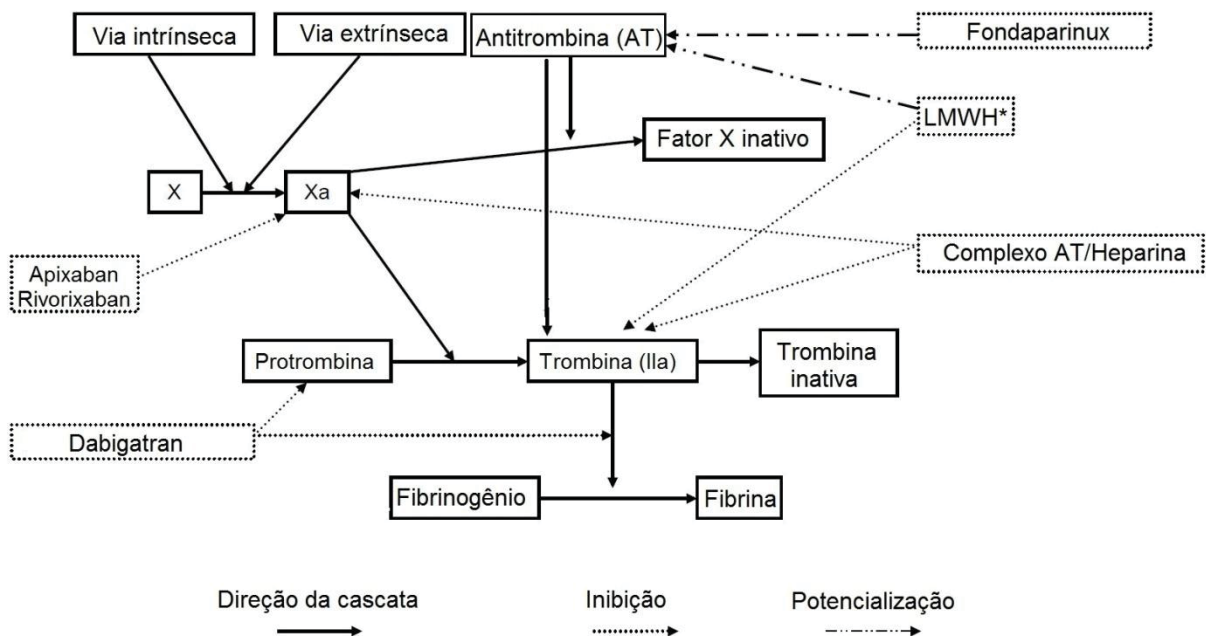 Via intrínseca
Via extrínseca
Antitrombina (AT)
Fondaparinux
LMWH*
Fator X inativo
X
Xa
Complexo AT/Heparina
Apixaban
Rivorixaban
Protrombina
Trombina (IIa)
Trombina
inativa
Dabigatran
Fibrinogênio
Fibrina
Direção da cascata
Inibição
Potencialização